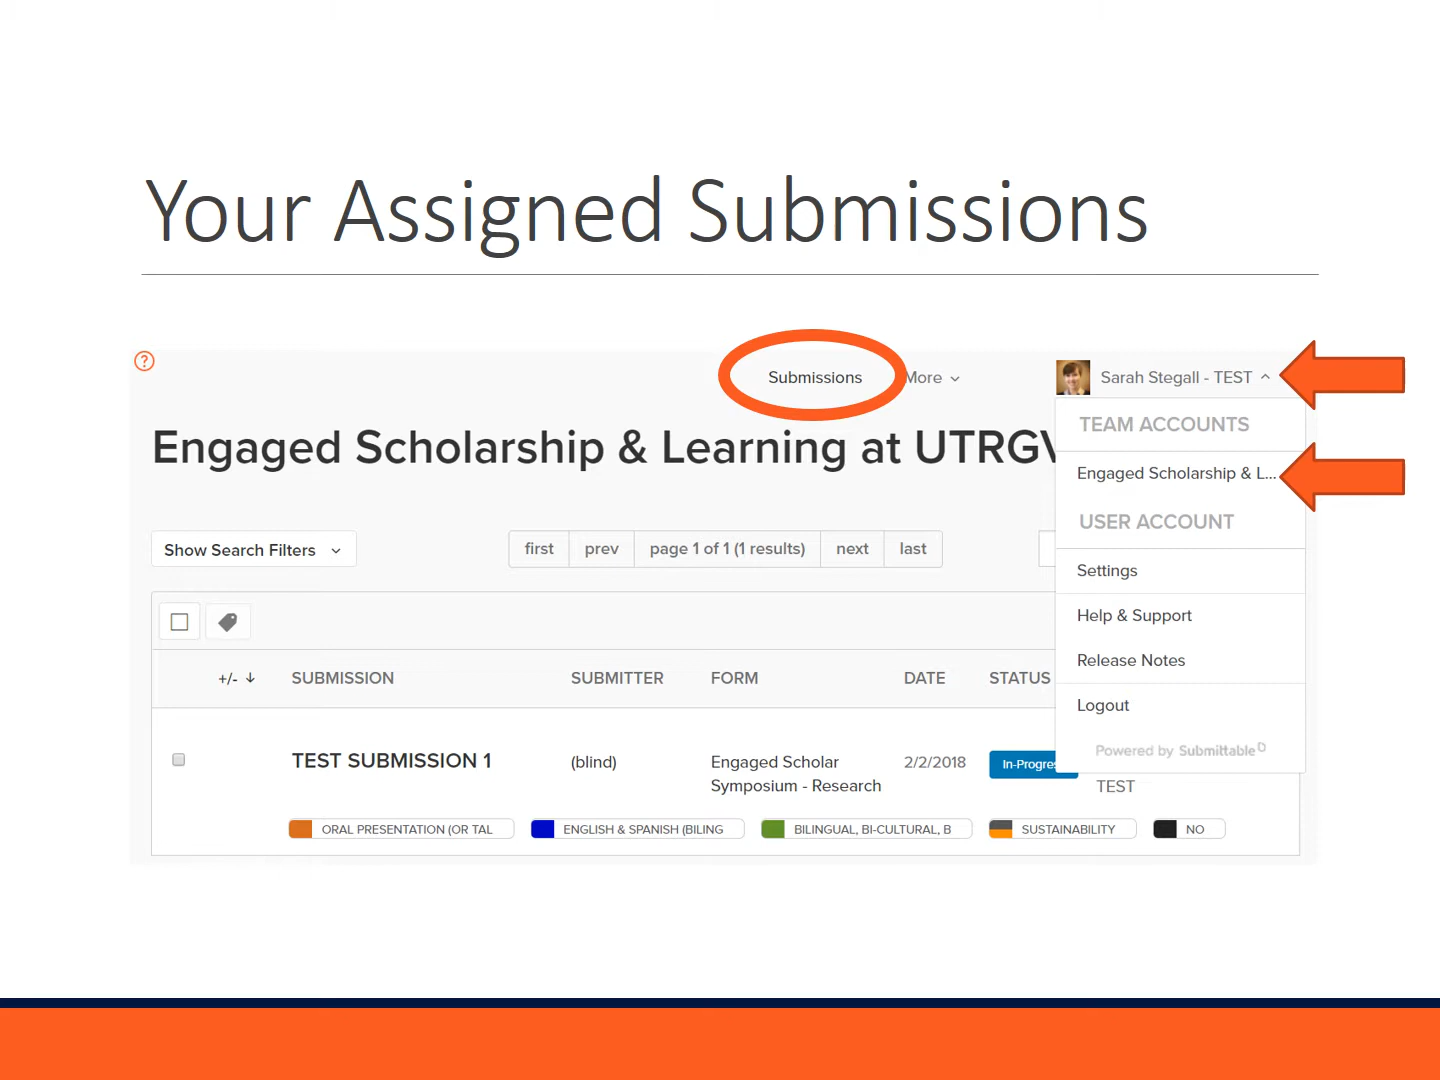 Your Assigned Submissions
?
Submissions
More
Sarah Stegall - TEST
Engaged Scholarship & Learning at UTRGV
TEAM ACCOUNTS
Engaged Scholarship & L...
USER ACCOUNT
Settings
Help & Support
Release Notes
Logout
Powered by Submittable
Show Search Filters
first prev page 1 of 1 (1 results) next last
+/- SUBMISSION SUBMITTER FORM DATE STATUS
TEST SUBMISSION 1 (blind) Engaged Scholar 2/2/2018 In-Progres
Symposium - Research TEST
ORAL PRESENTATION (OR TAL ENGLISH & SPANISH (BILING BILINGUAL, BI-CULTURAL, B SUSTAINABILITY NO